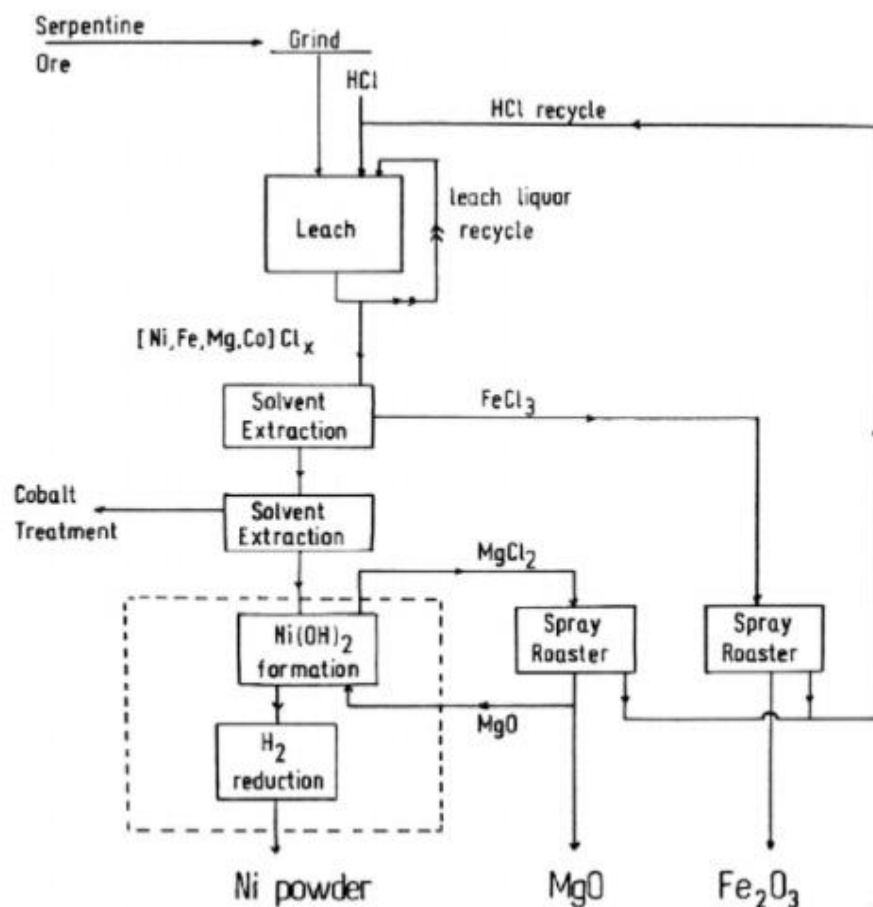 Serpentine
Ore
Grind
HCl
HCl recycle
leach liquor
recycle
Leach
[Ni,Fe,Mg,Co]Clₓ
Solvent
Extraction
FeCl₃
Cobalt
Treatment
Solvent
Extraction
MgCl₂
Ni(OH)₂
formation
Spray
Roaster
Spray
Roaster
MgO
H₂
reduction
Ni powder
MgO
Fe₂O₃